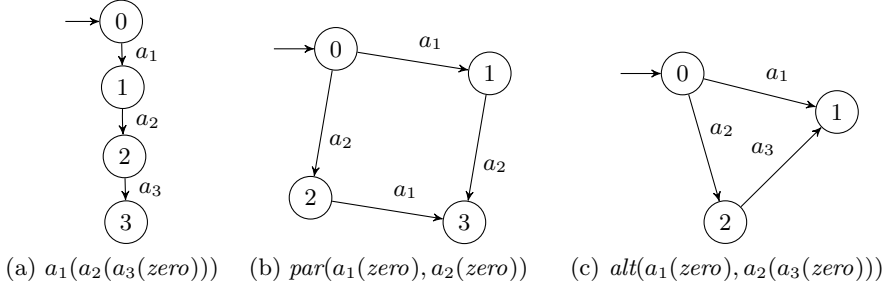 0
a1
1
a2
2
a3
3
(a) a1(a2(a3(zero)))
0
a1
1
a2
a2
2
a1
3
(b) par(a1(zero), a2(zero))
0
a1
1
a2
a3
2
(c) alt(a1(zero), a2(a3(zero)))